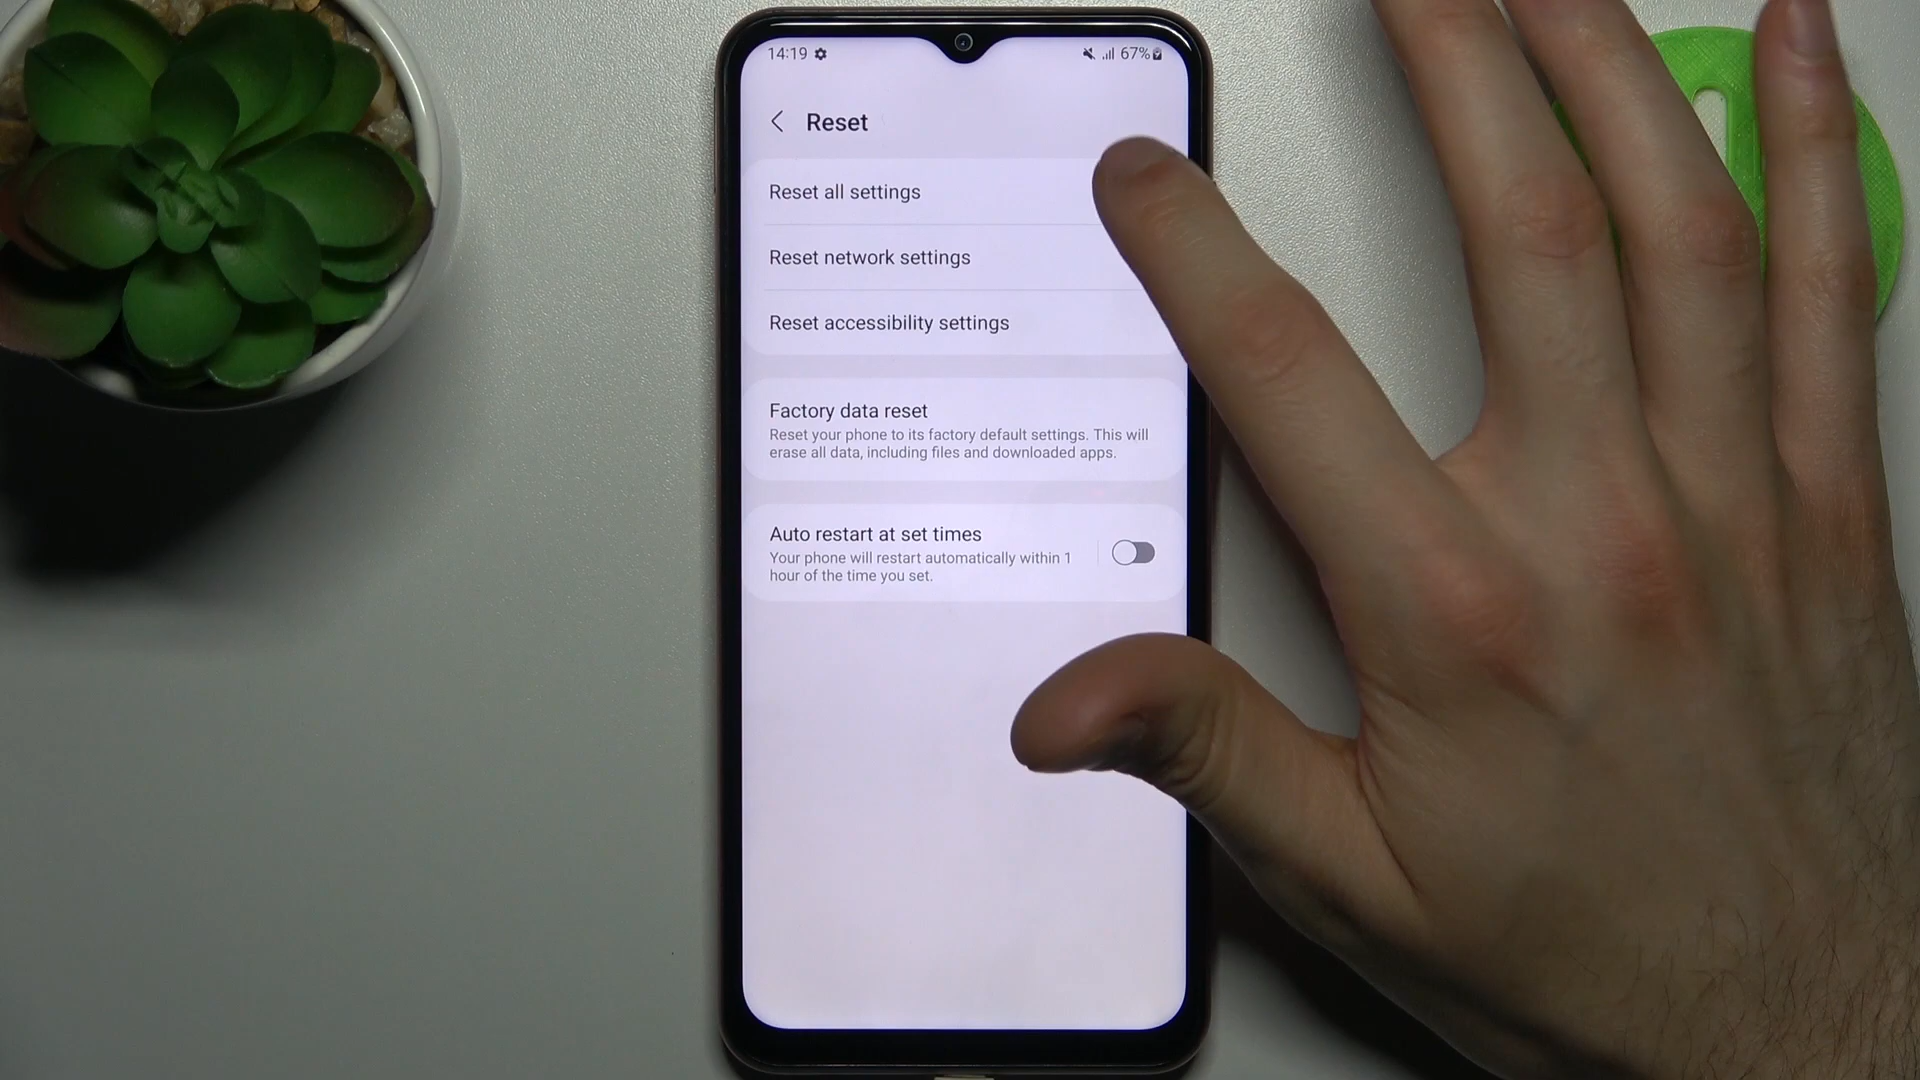 14:19
67%
Reset
Reset all settings
Reset network settings
Reset accessibility settings
Factory data reset
Reset your phone to its factory default settings. This will
erase all data, including files and downloaded apps.
Auto restart at set times
Your phone will restart automatically within 1
hour of the time you set.